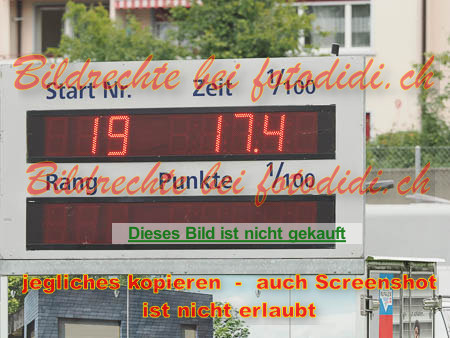 Bildrechte bei fotodidi.ch
Start Nr. Zeit 1/100
19 17.4
Bildrechte bei fotodidi.ch
Rang Punkte 1/100
Dieses Bild ist nicht gekauft
jegliches kopieren - auch Screenshot
ist nicht erlaubt